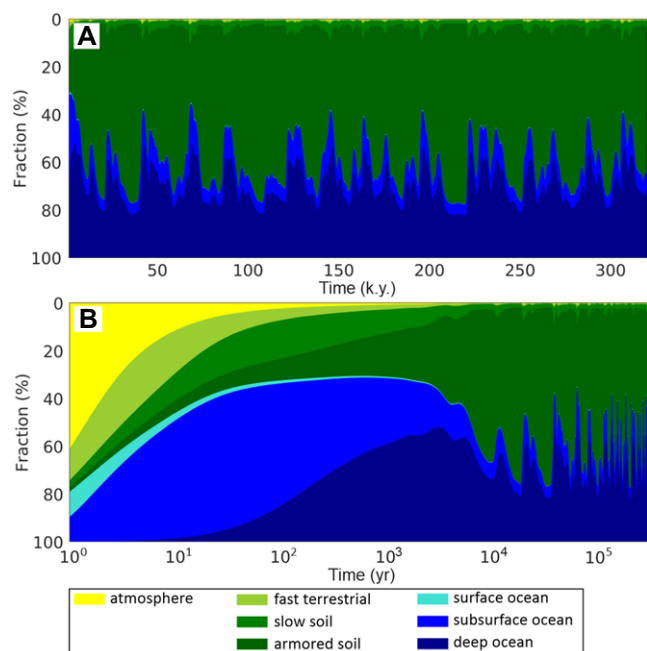 A
Fraction (%)
0
20
40
60
80
100
50 100 150 200 250 300
Time (k.y.)
B
Fraction (%)
0
20
40
60
80
100
10⁰ 10¹ 10² 10³ 10⁴ 10⁵
Time (yr)
atmosphere fast terrestrial surface ocean
slow soil subsurface ocean
armored soil deep ocean